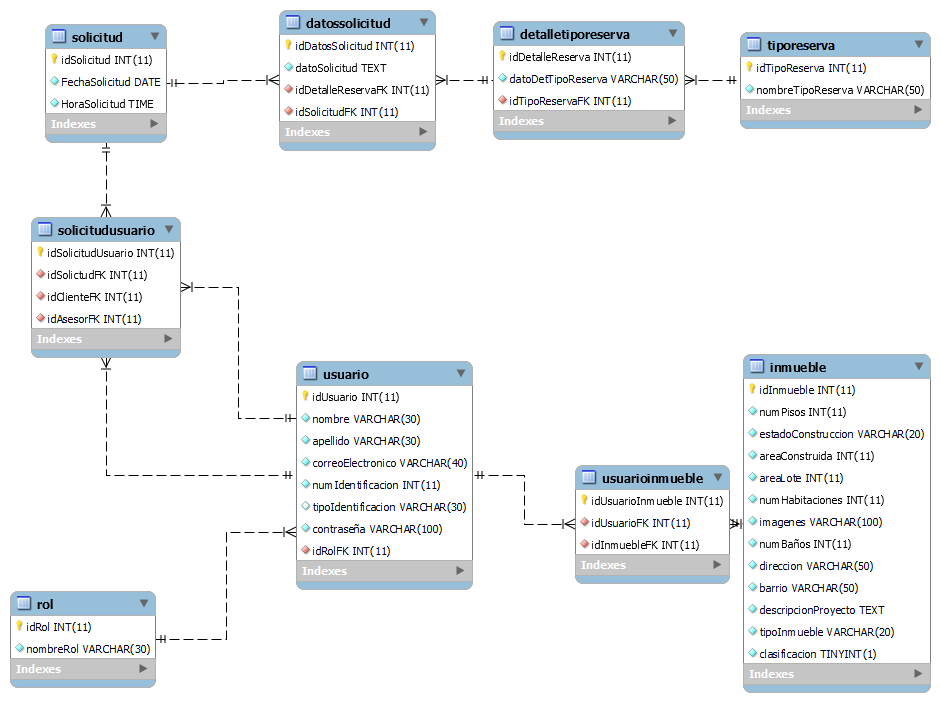 solicitud
idSolicitud INT(11)
FechaSolicitud DATE
HoraSolicitud TIME
Indexes
datossolicitud
idDatosSolicitud INT(11)
datoSolicitud TEXT
idDetalleReservaFK INT(11)
idSolicitudFK INT(11)
Indexes
detalletiporeserva
idDetalleReserva INT(11)
datoDetTipoReserva VARCHAR(50)
idTipoReservaFK INT(11)
Indexes
tiporeserva
idTipoReserva INT(11)
nombreTipoReserva VARCHAR(50)
Indexes
solicitudusuario
idSolicitudUsuario INT(11)
idSolictudFK INT(11)
idClienteFK INT(11)
idAsesorFK INT(11)
Indexes
usuario
idUsuario INT(11)
nombre VARCHAR(30)
apellido VARCHAR(30)
correoElectronico VARCHAR(40)
numIdentificacion INT(11)
tipoIdentificacion VARCHAR(30)
contraseña VARCHAR(100)
idRolFK INT(11)
Indexes
usuarioinmueble
idUsuarioInmueble INT(11)
idUsuarioFK INT(11)
idInmuebleFK INT(11)
Indexes
inmueble
idInmueble INT(11)
numPisos INT(11)
estadoConstruccion VARCHAR(20)
areaConstruida INT(11)
areaLote INT(11)
numHabitaciones INT(11)
imagenes VARCHAR(100)
numBaños INT(11)
direccion VARCHAR(50)
barrio VARCHAR(50)
descripcionProyecto TEXT
tipoInmueble VARCHAR(20)
clasificacion TINYINT(1)
Indexes
rol
idRol INT(11)
nombreRol VARCHAR(30)
Indexes